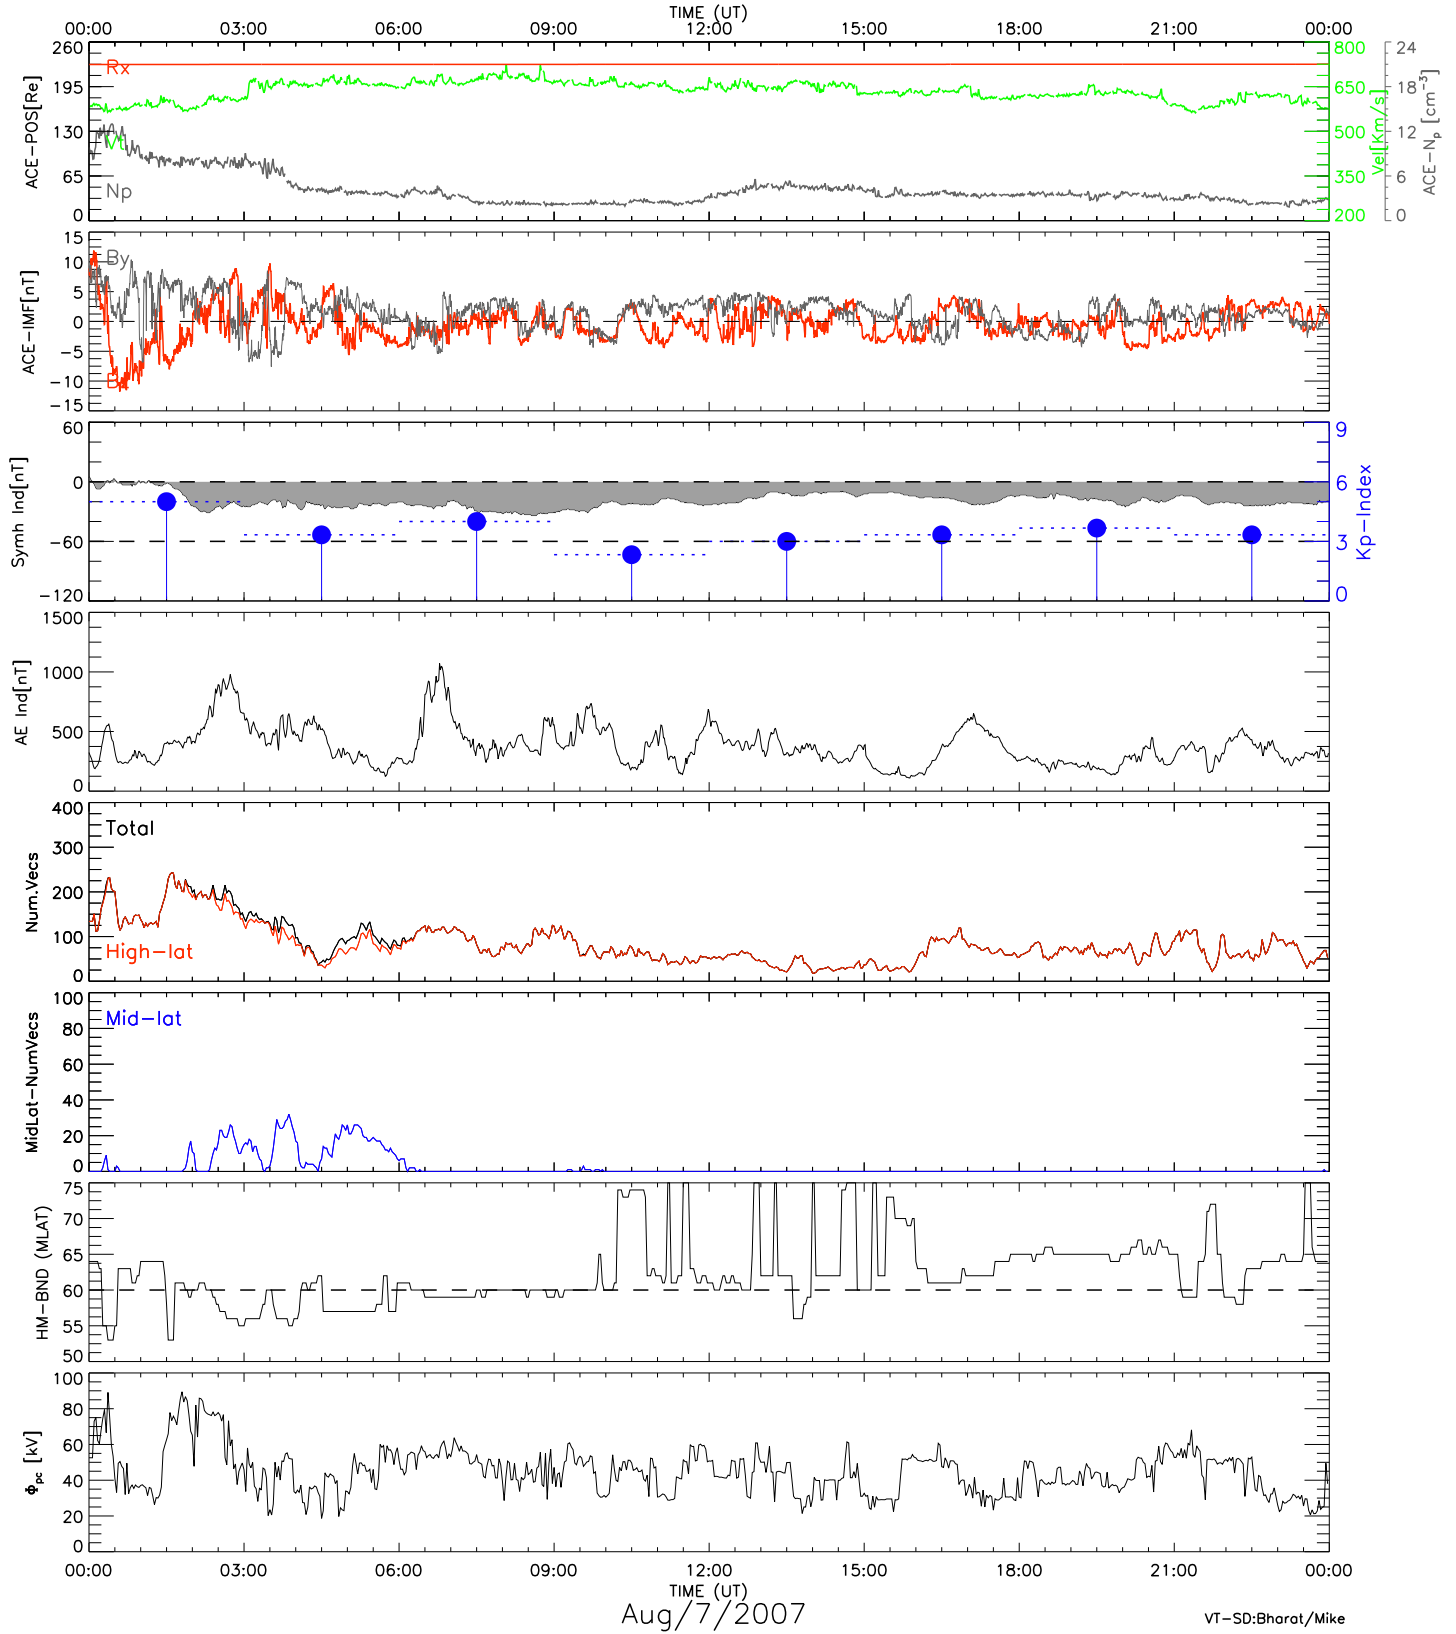 TIME (UT)
00:00 03:00 06:00 09:00 12:00 15:00 18:00 21:00 00:00
260 195 130 65 0
ACE-POS[Re]
Rx
Np
800 650 500 350 200
Vel[Km/s]
24 18 12 6 0
ACE-Np [cm-3]
15 10 5 0 -5 -10 -15
ACE-IMF[nT]
By
60 0 -60 -120
Symh Ind[nT]
9 6 3 0
Kp-Index
1500 1000 500 0
AE Ind[nT]
400 300 200 100 0
Num.Vecs
Total
High-lat
100 80 60 40 20 0
MidLat-NumVecs
Mid-lat
75 70 65 60 55 50
HM-BND (MLAT)
100 80 60 40 20 0
Φpc [kV]
00:00 03:00 06:00 09:00 12:00 15:00 18:00 21:00 00:00
TIME (UT)
Aug/7/2007
VT-SD:Bharat/Mike